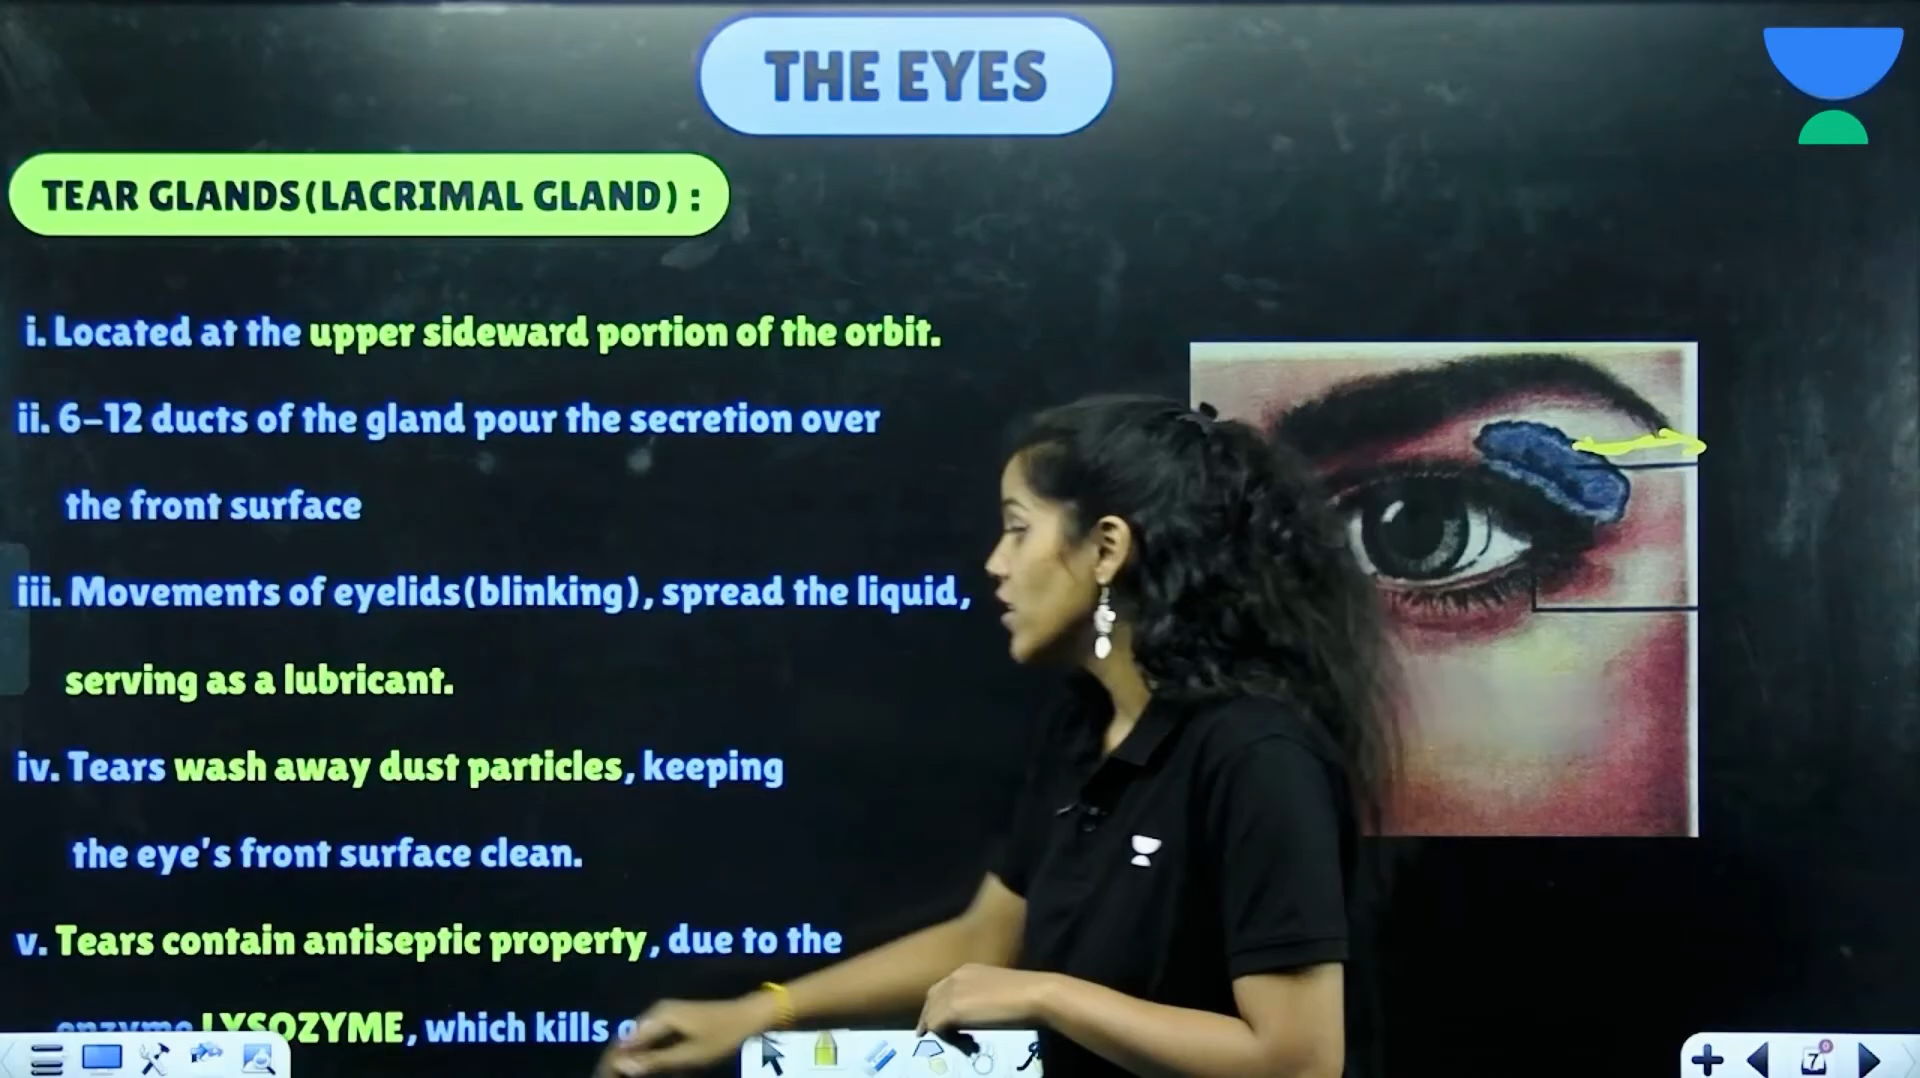 THE EYES
TEAR GLANDS(LACRIMAL GLAND) :
i. Located at the upper sideward portion of the orbit.
ii. 6-12 ducts of the gland pour the secretion over
the front surface
iii. Movements of eyelids(blinking), spread the liquid,
serving as a lubricant.
iv. Tears wash away dust particles, keeping
the eye's front surface clean.
v. Tears contain antiseptic property, due to the
enzyme LYSOZYME, which kills
7